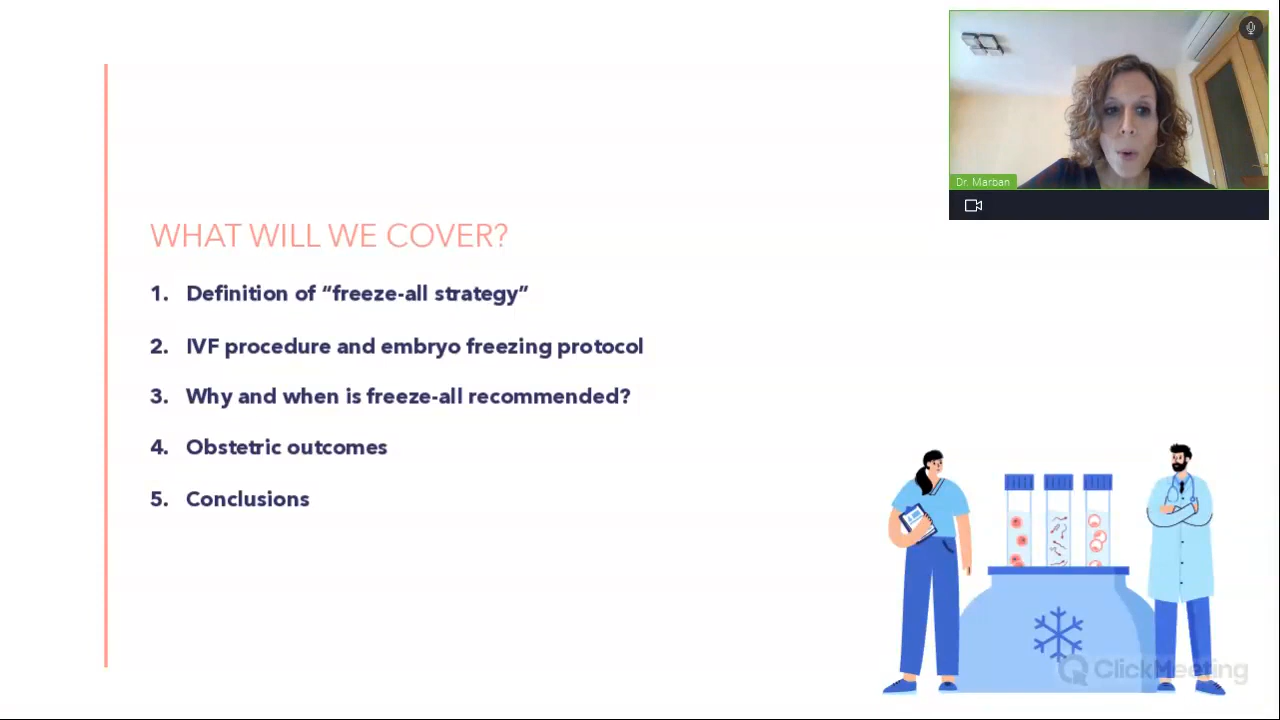 Dr. Marban
WHAT WILL WE COVER?
1. Definition of “freeze-all strategy”
2. IVF procedure and embryo freezing protocol
3. Why and when is freeze-all recommended?
4. Obstetric outcomes
5. Conclusions
ClickMeeting